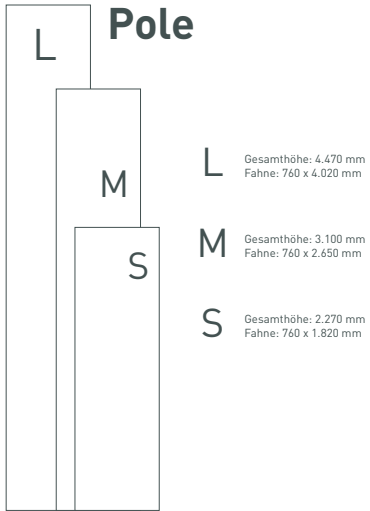 Pole
L
M
S
L
Gesamthöhe: 4.470 mm
Fahne: 760 x 4.020 mm
M
Gesamthöhe: 3.100 mm
Fahne: 760 x 2.650 mm
S
Gesamthöhe: 2.270 mm
Fahne: 760 x 1.820 mm